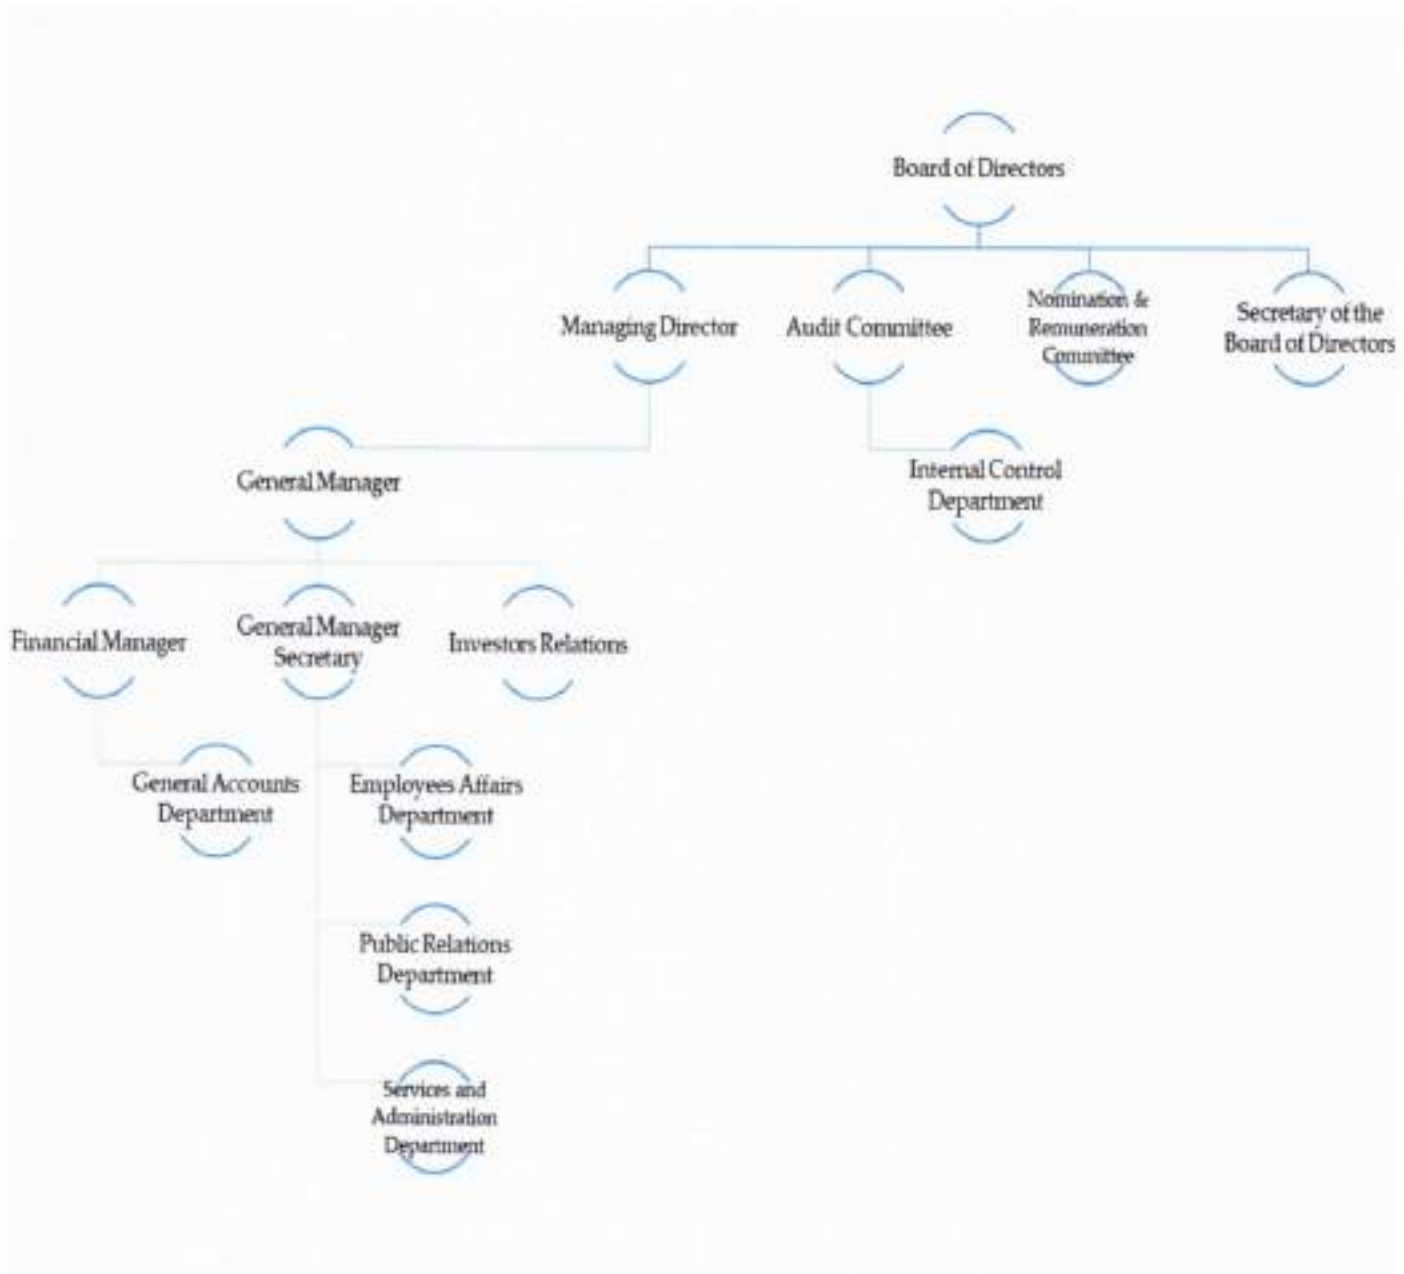 Board of Directors
Managing Director
Audit Committee
Nomination &
Remuneration
Committee
Secretary of the
Board of Directors
General Manager
Internal Control
Department
Financial Manager
General Manager
Secretary
Investors Relations
General Accounts
Department
Employees Affairs
Department
Public Relations
Department
Services and
Administration
Department